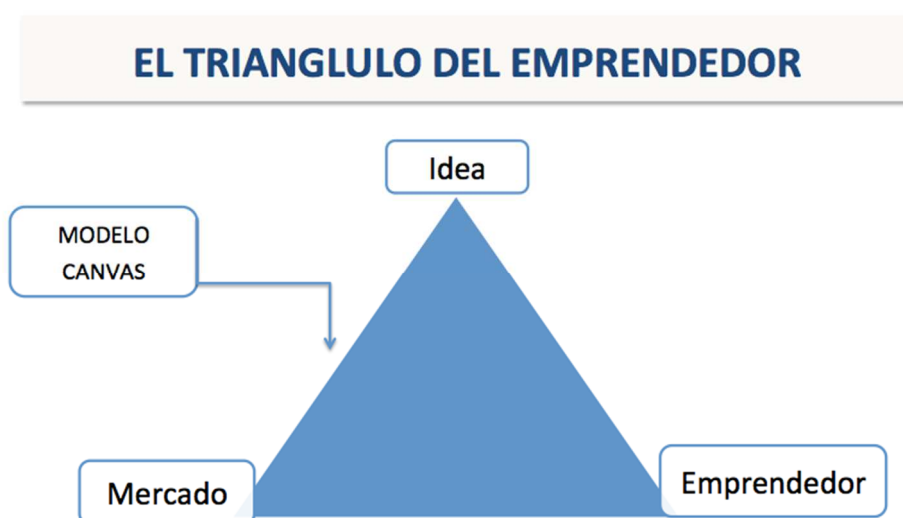 EL TRIANGLULO DEL EMPRENDEDOR
Idea
MODELO
CANVAS
Mercado
Emprendedor